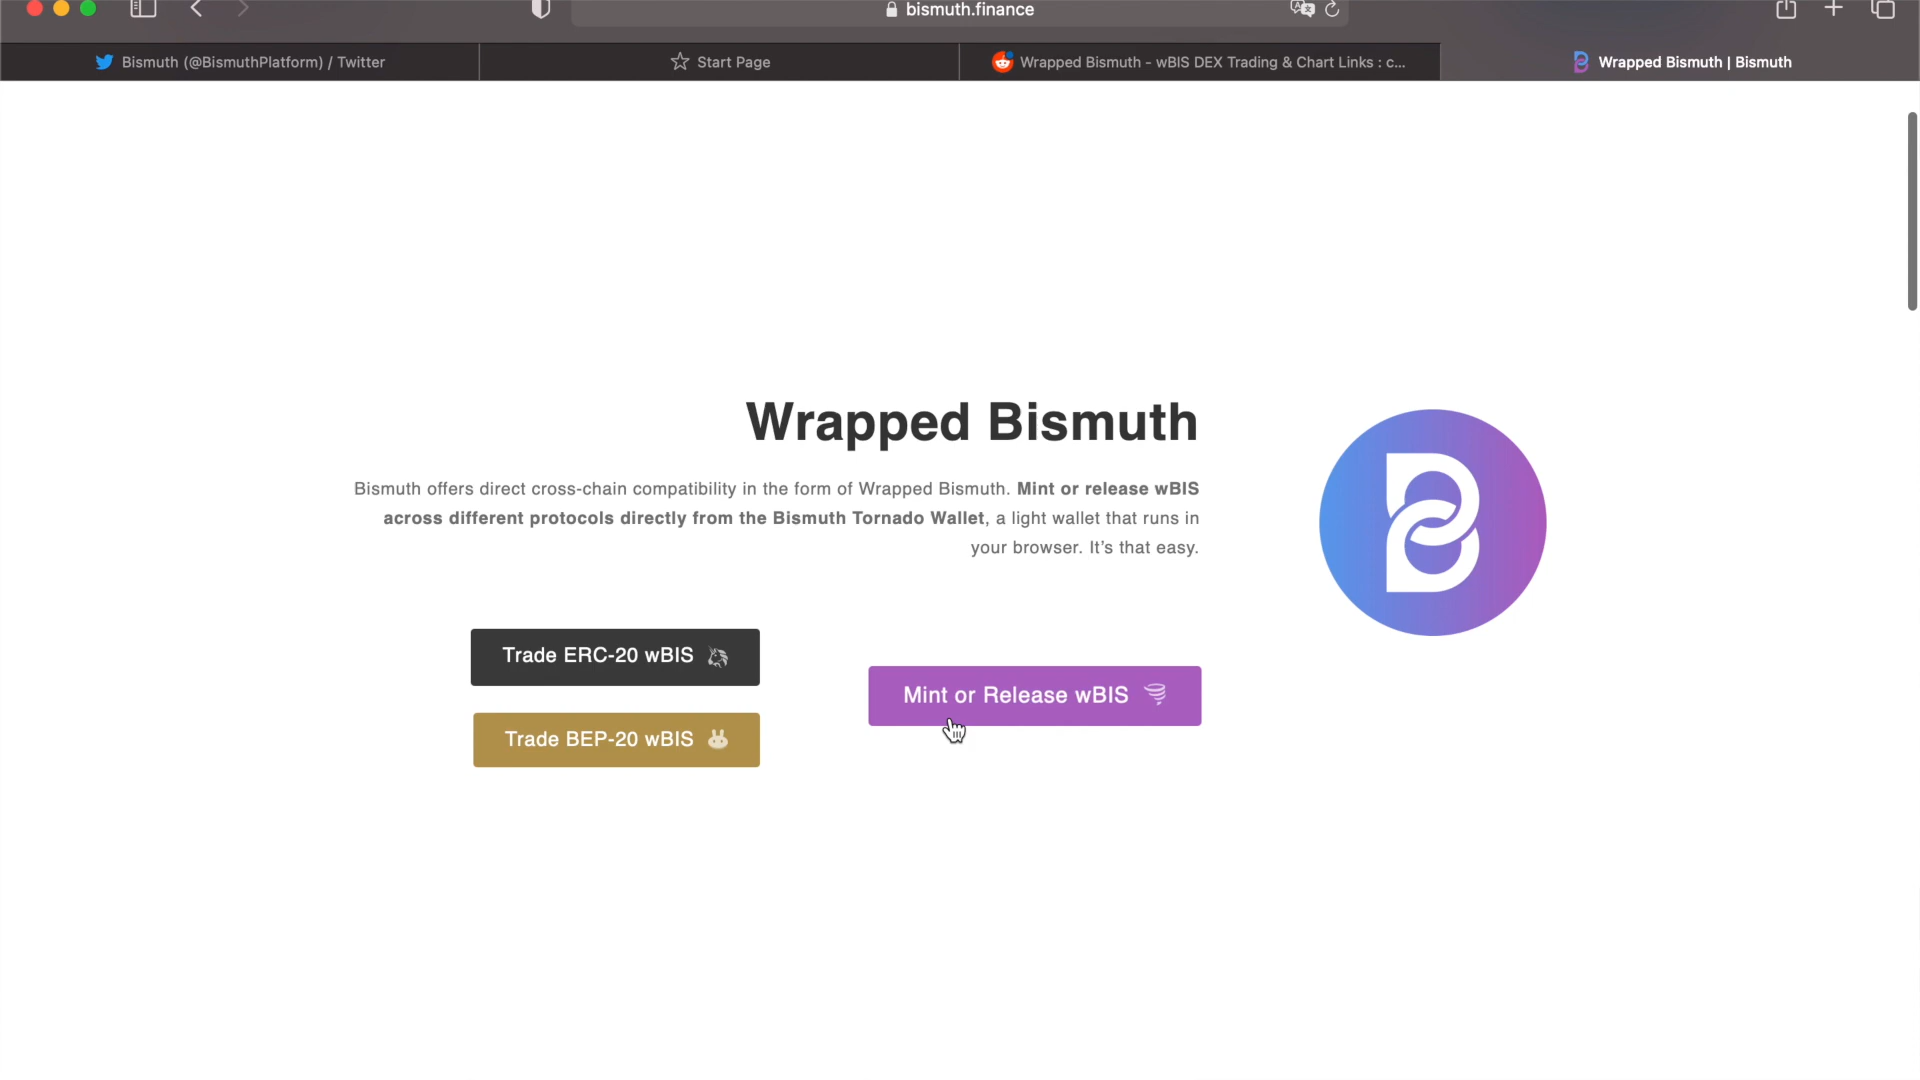 bismuth.finance
Bismuth (@BismuthPlatform) / Twitter
Start Page
Wrapped Bismuth - wBIS DEX Trading & Chart Links : c...
Wrapped Bismuth | Bismuth
Wrapped Bismuth
Bismuth offers direct cross-chain compatibility in the form of Wrapped Bismuth. Mint or release wBIS
across different protocols directly from the Bismuth Tornado Wallet, a light wallet that runs in
your browser. It's that easy.
Trade ERC-20 wBIS
Mint or Release wBIS
Trade BEP-20 wBIS